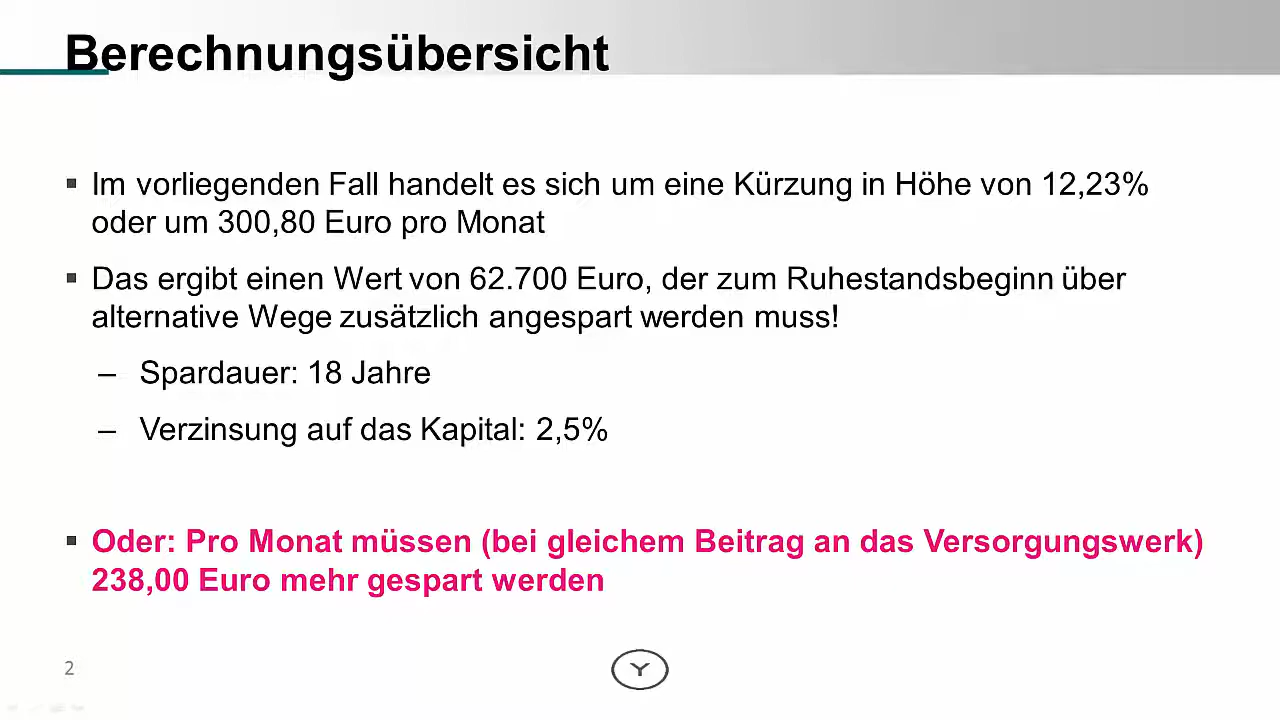 Berechnungsübersicht
▪ Im vorliegenden Fall handelt es sich um eine Kürzung in Höhe von 12,23%
oder um 300,80 Euro pro Monat
▪ Das ergibt einen Wert von 62.700 Euro, der zum Ruhestandsbeginn über
alternative Wege zusätzlich angespart werden muss!
– Spardauer: 18 Jahre
– Verzinsung auf das Kapital: 2,5%
▪ Oder: Pro Monat müssen (bei gleichem Beitrag an das Versorgungswerk)
238,00 Euro mehr gespart werden
2
Y